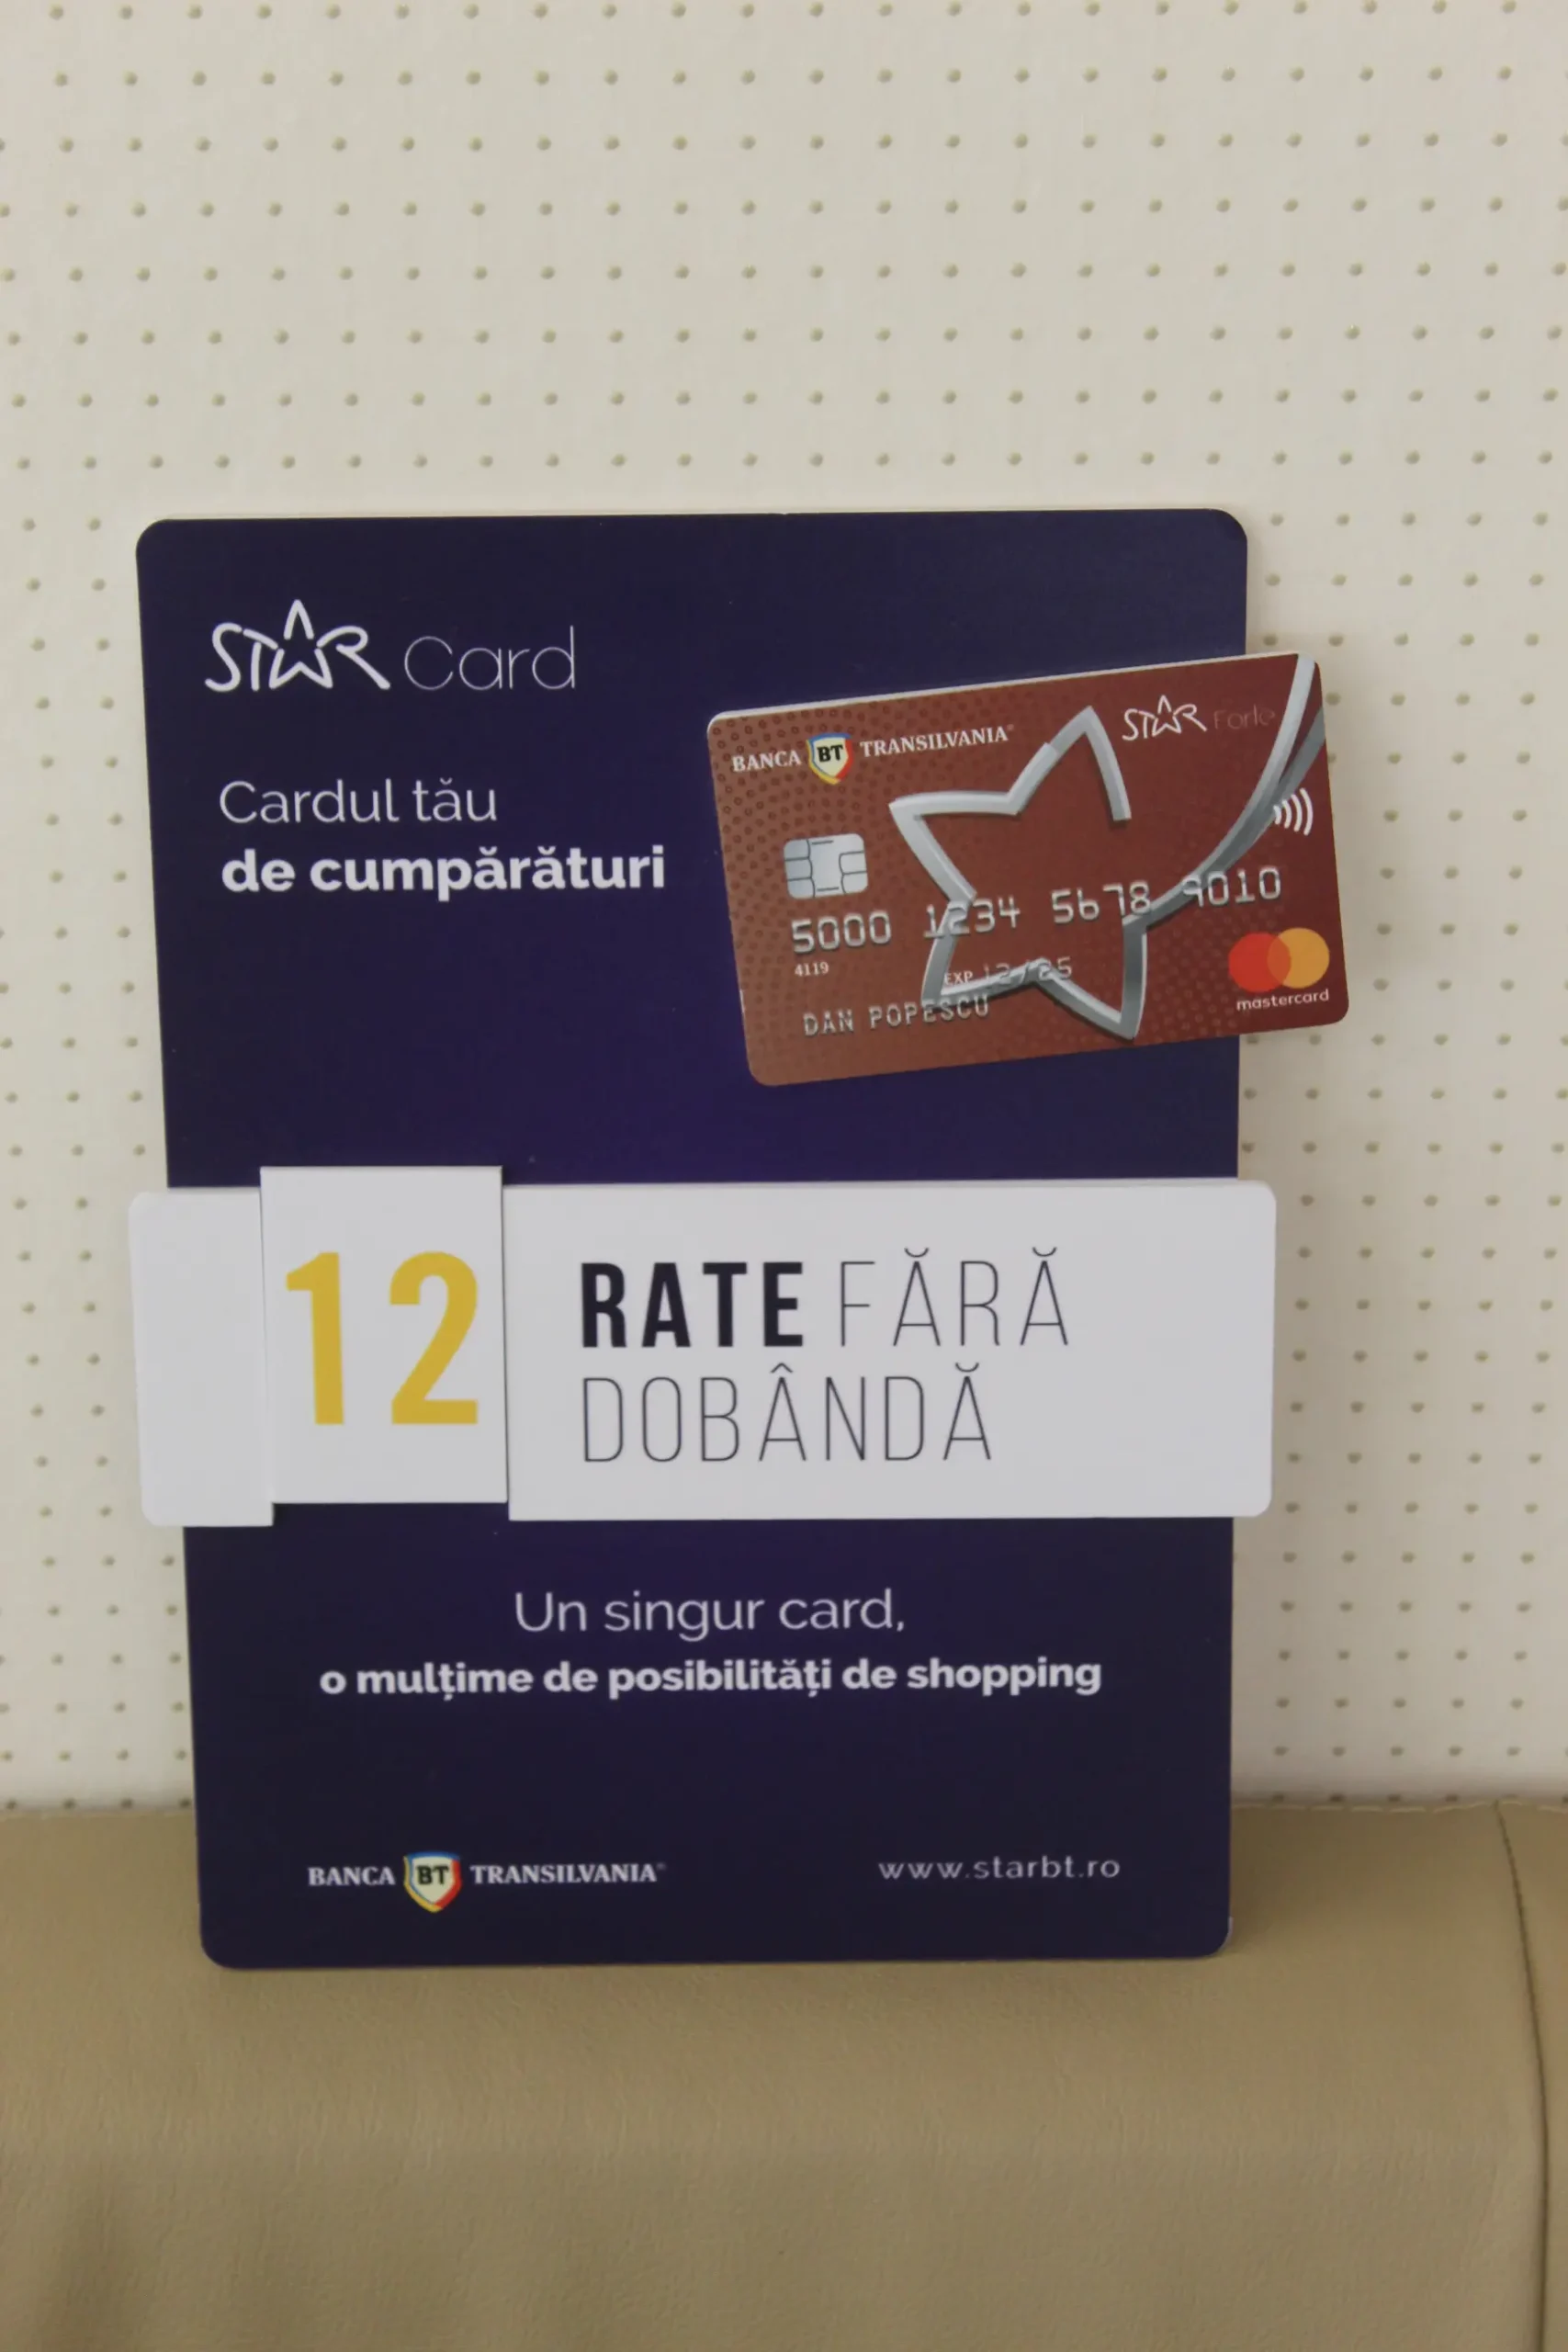 STAR Card
Cardul tău
de cumpărături
BANCA BT TRANSILVANIA®
STAR Forte
5000 1234 5678 9010
4119
EXP 12/25
DAN POPESCU
mastercard
12 RATE FĂRĂ
DOBÂNDĂ
Un singur card,
o mulțime de posibilități de shopping
BANCA BT TRANSILVANIA®
www.starbt.ro